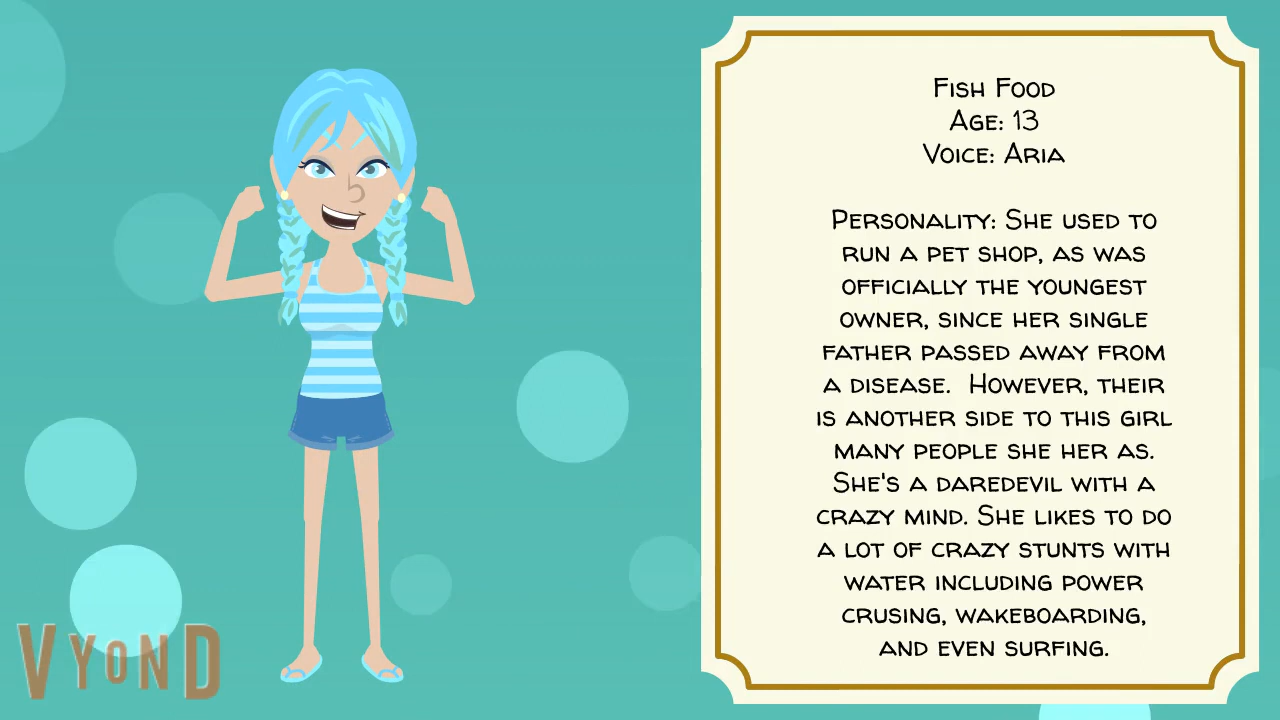 Fish Food
Age: 13
Voice: Aria
Personality: She used to
run a pet shop, as was
officially the youngest
owner, since her single
father passed away from
a disease.  However, their
is another side to this girl
many people she her as.
She's a daredevil with a
crazy mind. She likes to do
a lot of crazy stunts with
water including power
crusing, wakeboarding,
and even surfing.
VYOND